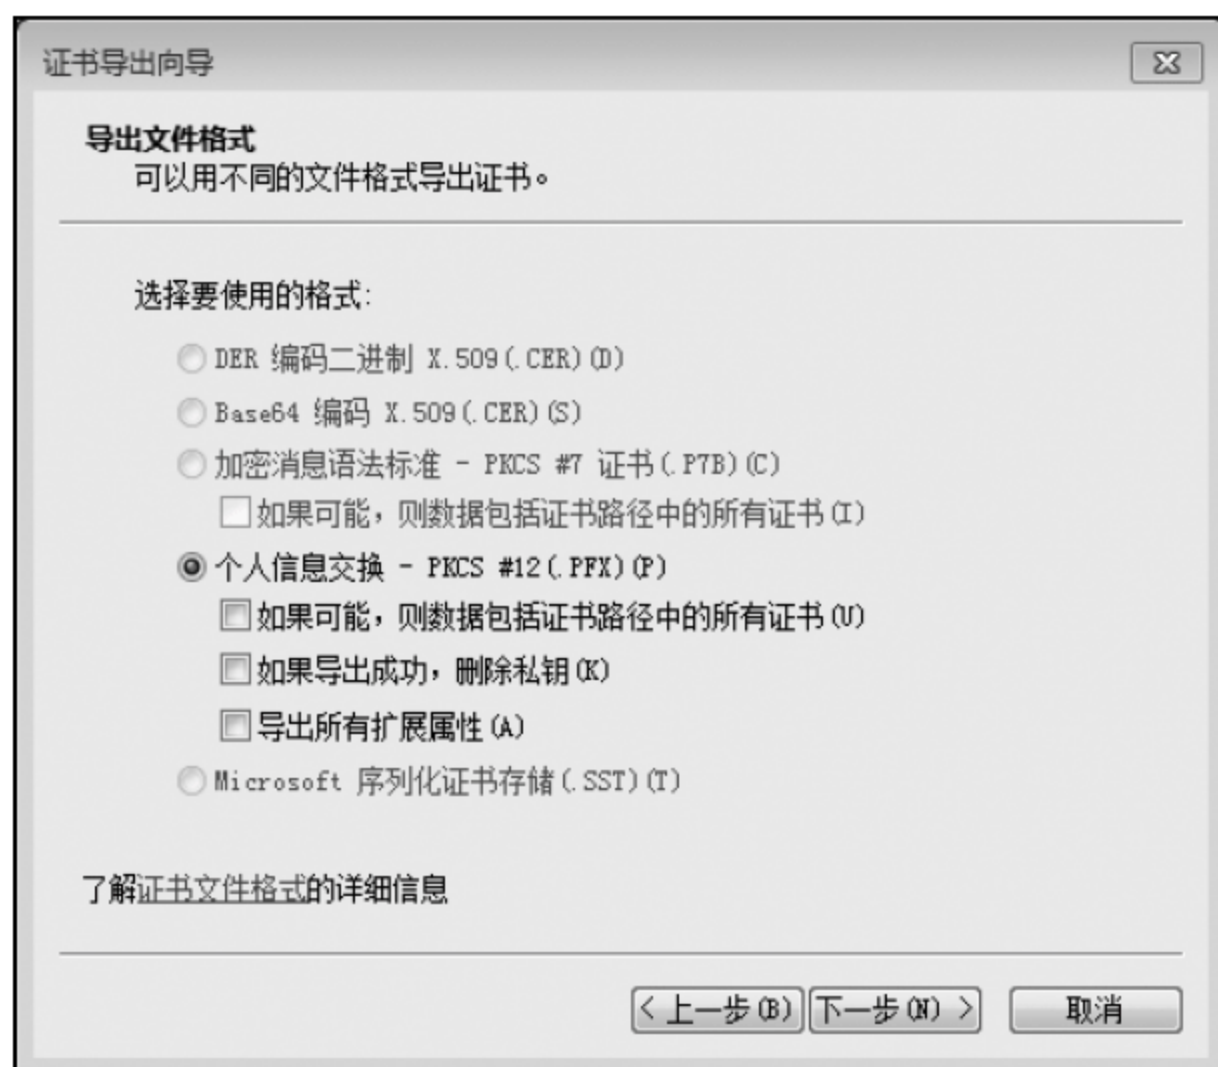 证书导出向导
导出文件格式
可以用不同的文件格式导出证书。
选择要使用的格式:
DER 编码二进制 X.509(.CER)(D)
Base64 编码 X.509(.CER)(S)
加密消息语法标准 - PKCS #7 证书(.P7B)(C)
如果可能，则数据包括证书路径中的所有证书(I)
个人信息交换 - PKCS #12(.PFX)(P)
如果可能，则数据包括证书路径中的所有证书(U)
如果导出成功，删除私钥(K)
导出所有扩展属性(A)
Microsoft 序列化证书存储(.SST)(T)
了解证书文件格式的详细信息
< 上一步(B) 下一步(N) > 取消